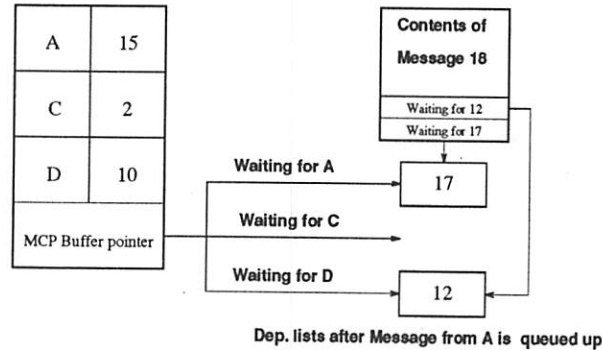 A 15
C 2
D 10
MCP Buffer pointer
Contents of
Message 18
Waiting for 12
Waiting for 17
Waiting for A
17
Waiting for C
Waiting for D
12
Dep. lists after Message from A is queued up